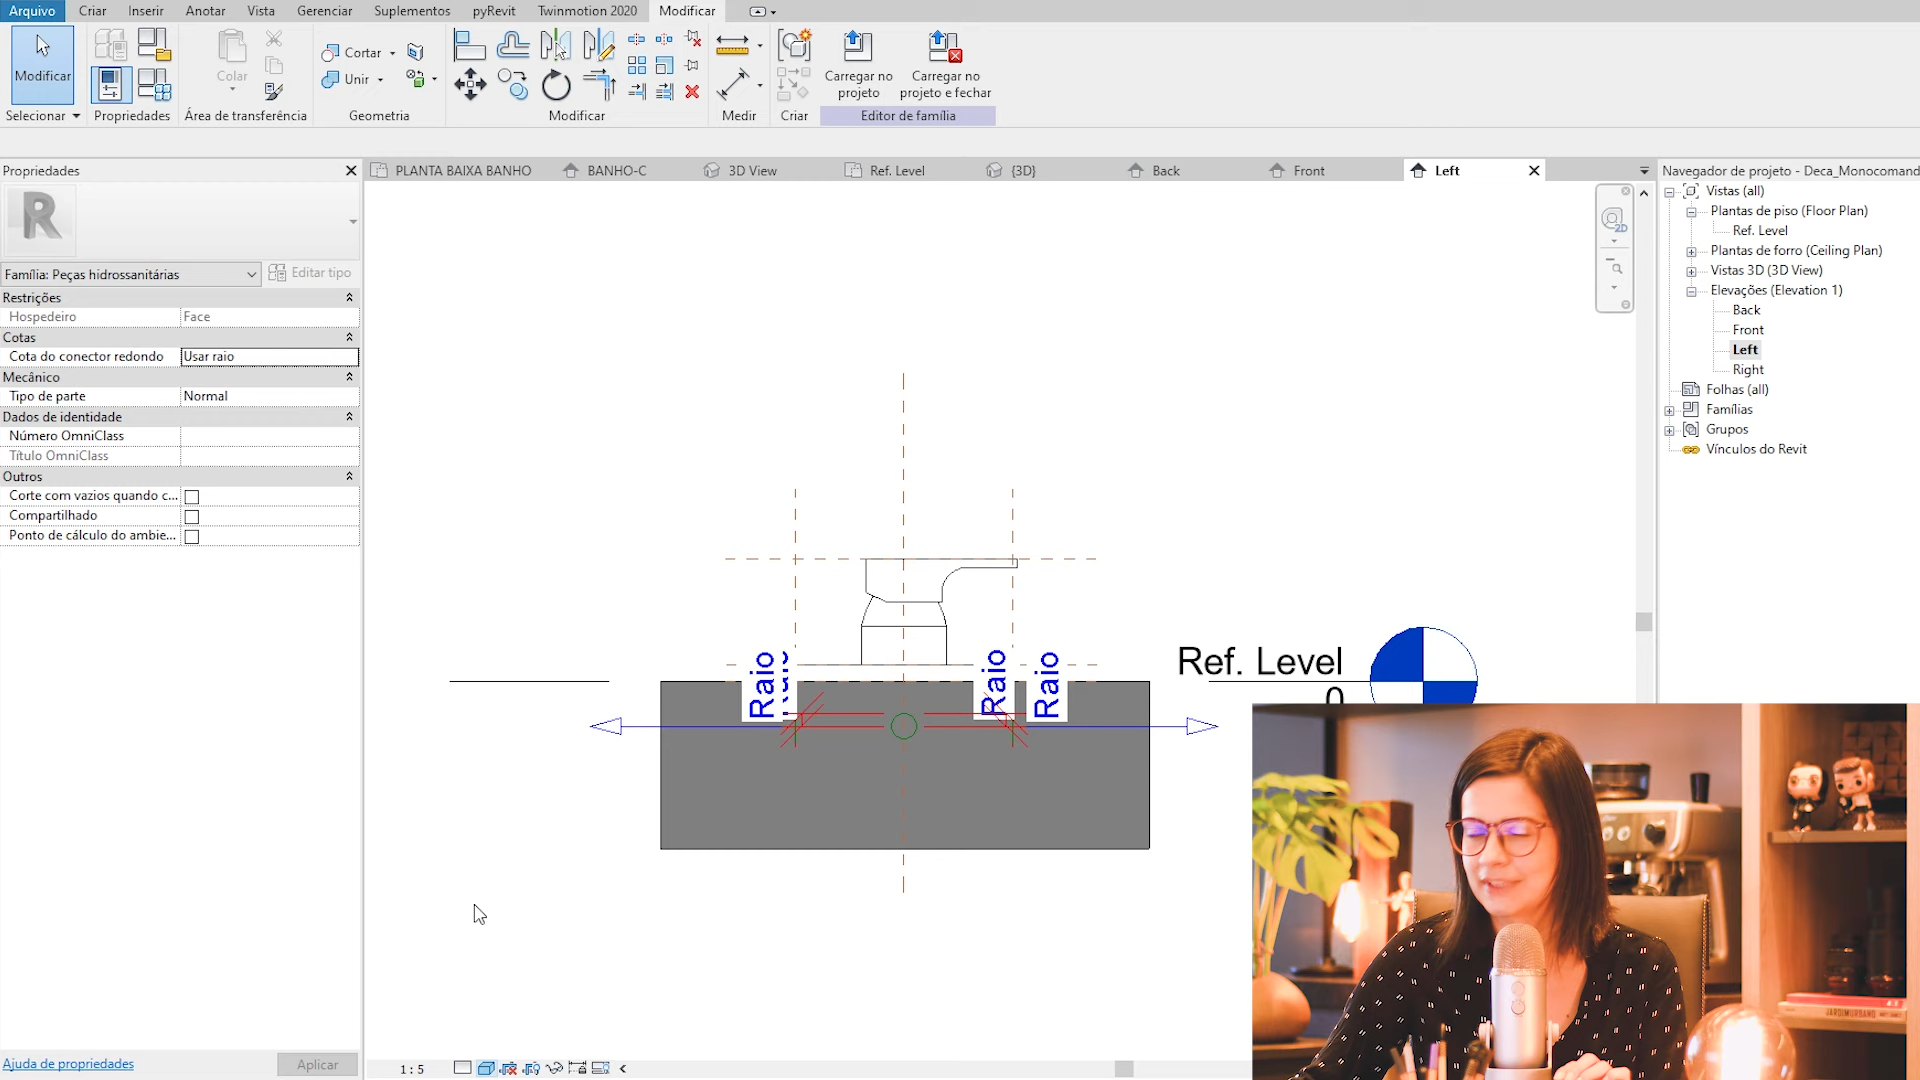 Arquivo Criar Inserir Anotar Vista Gerenciar Suplementos pyRevit Twinmotion 2020 Modificar
Modificar
Selecionar
Propriedades
Colar
Área de transferência
Cortar
Unir
Geometria
Modificar
Medir
Criar
Carregar no projeto
Carregar no projeto e fechar
Editor de família
Propriedades
R
Família: Peças hidrossanitárias
Editar tipo
Restrições
Hospedeiro Face
Cotas
Cota do conector redondo Usar raio
Mecânico
Tipo de parte Normal
Dados de identidade
Número OmniClass
Título OmniClass
Outros
Corte com vazios quando c...
Compartilhado
Ponto de cálculo do ambie...
Ajuda de propriedades
Aplicar
PLANTA BAIXA BANHO BANHO-C 3D View Ref. Level {3D} Back Front Left
2D
Raio
Raio
Raio
Ref. Level
0
1 : 5
Navegador de projeto - Deca_Monocomand
Vistas (all)
Plantas de piso (Floor Plan)
Ref. Level
Plantas de forro (Ceiling Plan)
Vistas 3D (3D View)
Elevações (Elevation 1)
Back
Front
Left
Right
Folhas (all)
Famílias
Grupos
Vínculos do Revit
JARDIMURBANO